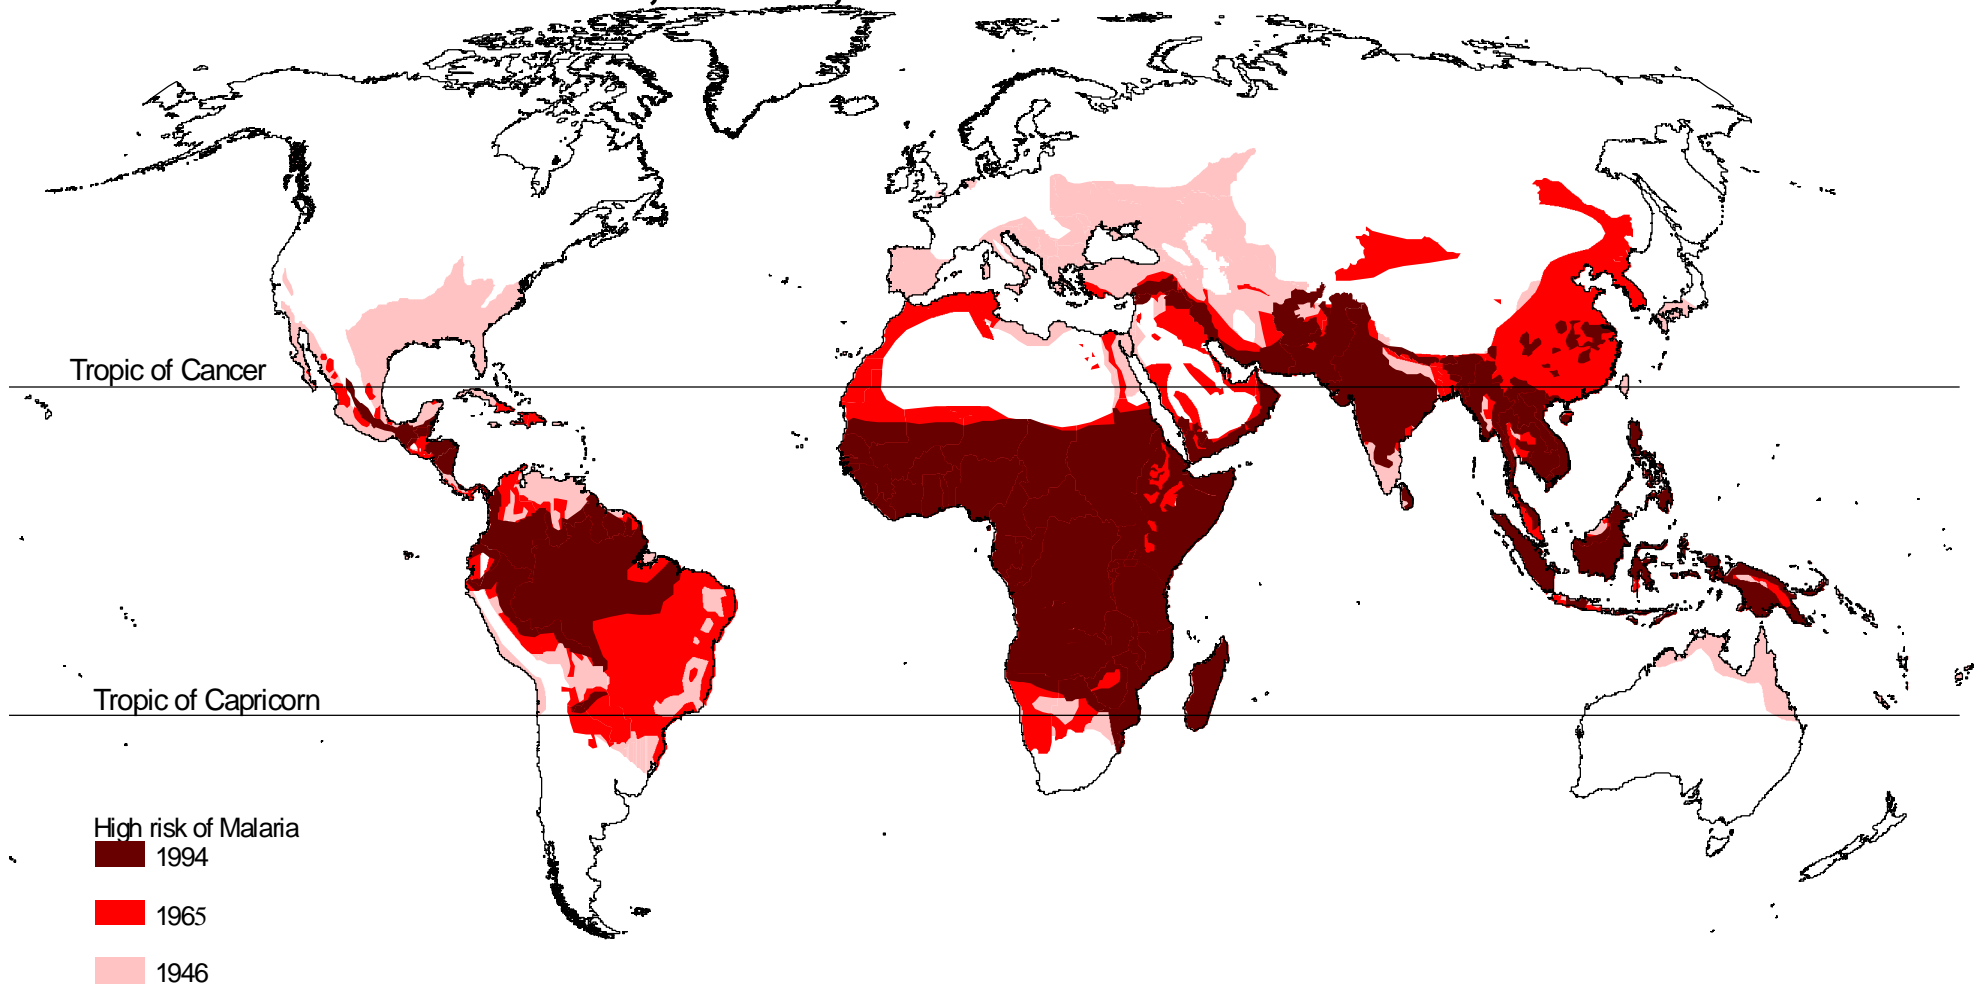 Tropic of Cancer
Tropic of Capricorn
High risk of Malaria
1994
1965
1946